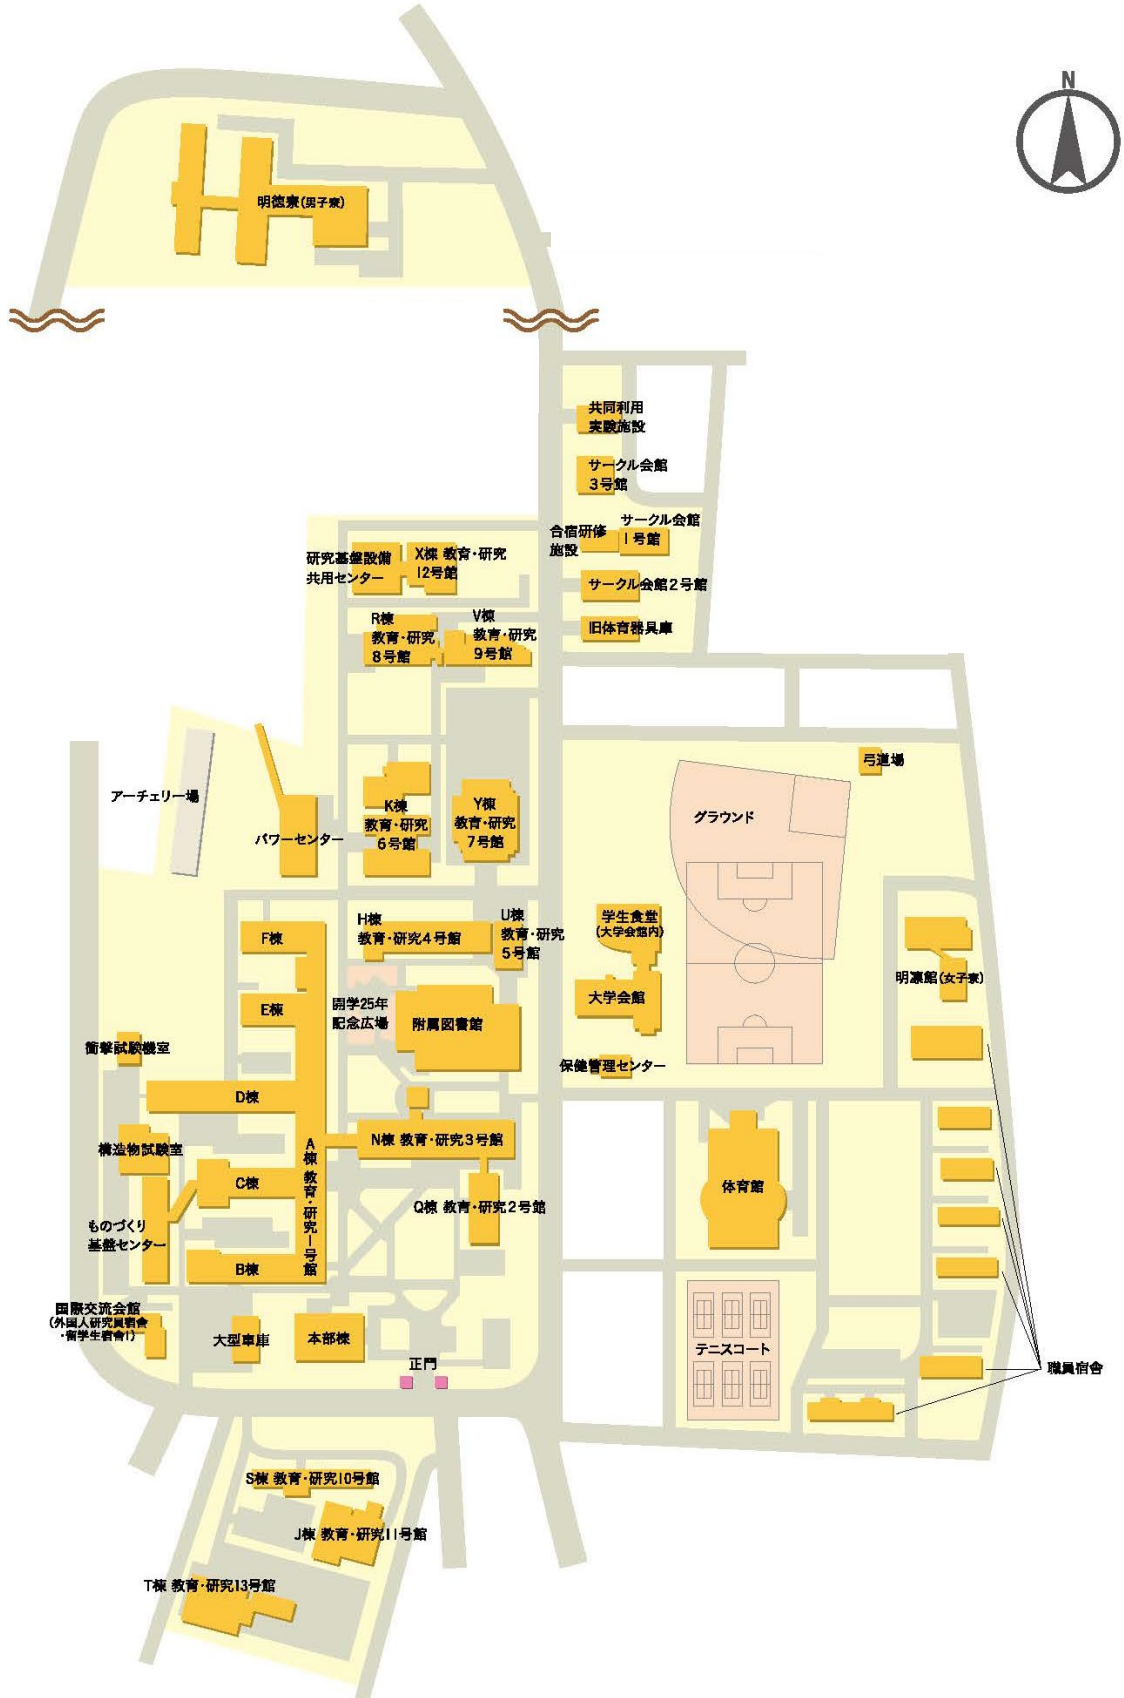 N
明徳寮(男子寮)
共同利用
実験施設
サークル会館
3号館
合宿研修
施設
サークル会館
1号館
研究基盤設備
共用センター
X棟 教育・研究
12号館
サークル会館2号館
R棟
教育・研究
8号館
V棟
教育・研究
9号館
旧体育器具庫
弓道場
アーチェリー場
グラウンド
パワーセンター
K棟
教育・研究
6号館
Y棟
教育・研究
7号館
F棟
H棟
教育・研究4号館
U棟
教育・研究
5号館
学生食堂
(大学会館内)
明凛館(女子寮)
E棟
開学25年
記念広場
附属図書館
大学会館
衝撃試験機室
保健管理センター
D棟
A棟 教育・研究1号館
N棟 教育・研究3号館
構造物試験室
C棟
Q棟 教育・研究2号館
体育館
ものづくり
基盤センター
B棟
国際交流会館
(外国人研究員宿舎
・留学生宿舎1)
大型車庫
本部棟
正門
テニスコート
職員宿舎
S棟 教育・研究10号館
J棟 教育・研究11号館
T棟 教育・研究13号館